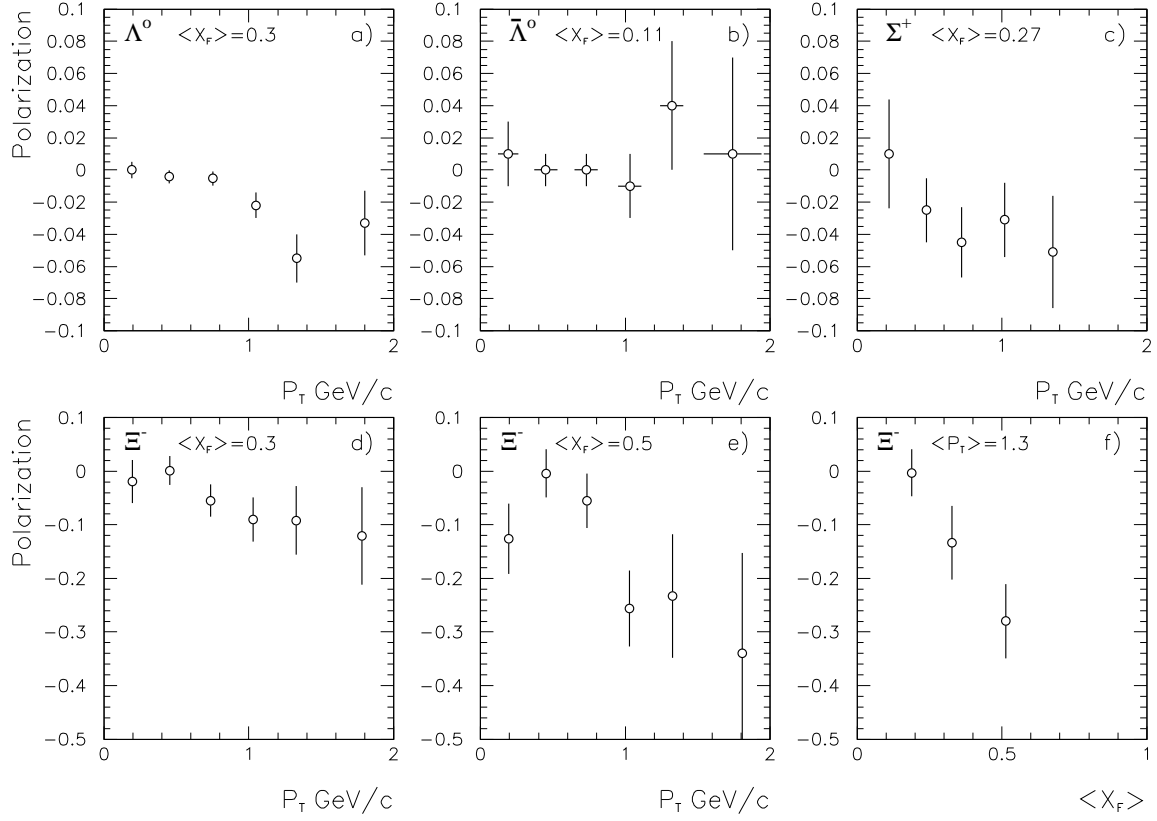 Polarization
Λ⁰ <X_F>=0.3 a)
0.1
0.08
0.06
0.04
0.02
0
−0.02
−0.04
−0.06
−0.08
−0.1
0 1 2
P_T GeV/c
Λ̄⁰ <X_F>=0.11 b)
0.1
0.08
0.06
0.04
0.02
0
−0.02
−0.04
−0.06
−0.08
−0.1
0 1 2
P_T GeV/c
Σ⁺ <X_F>=0.27 c)
0.1
0.08
0.06
0.04
0.02
0
−0.02
−0.04
−0.06
−0.08
−0.1
0 1 2
P_T GeV/c
Polarization
Ξ⁻ <X_F>=0.3 d)
0.1
0
−0.1
−0.2
−0.3
−0.4
−0.5
0 1 2
P_T GeV/c
Ξ⁻ <X_F>=0.5 e)
0.1
0
−0.1
−0.2
−0.3
−0.4
−0.5
0 1 2
P_T GeV/c
Ξ⁻ <P_T>=1.3 f)
0.1
0
−0.1
−0.2
−0.3
−0.4
−0.5
0 0.5 1
<X_F>